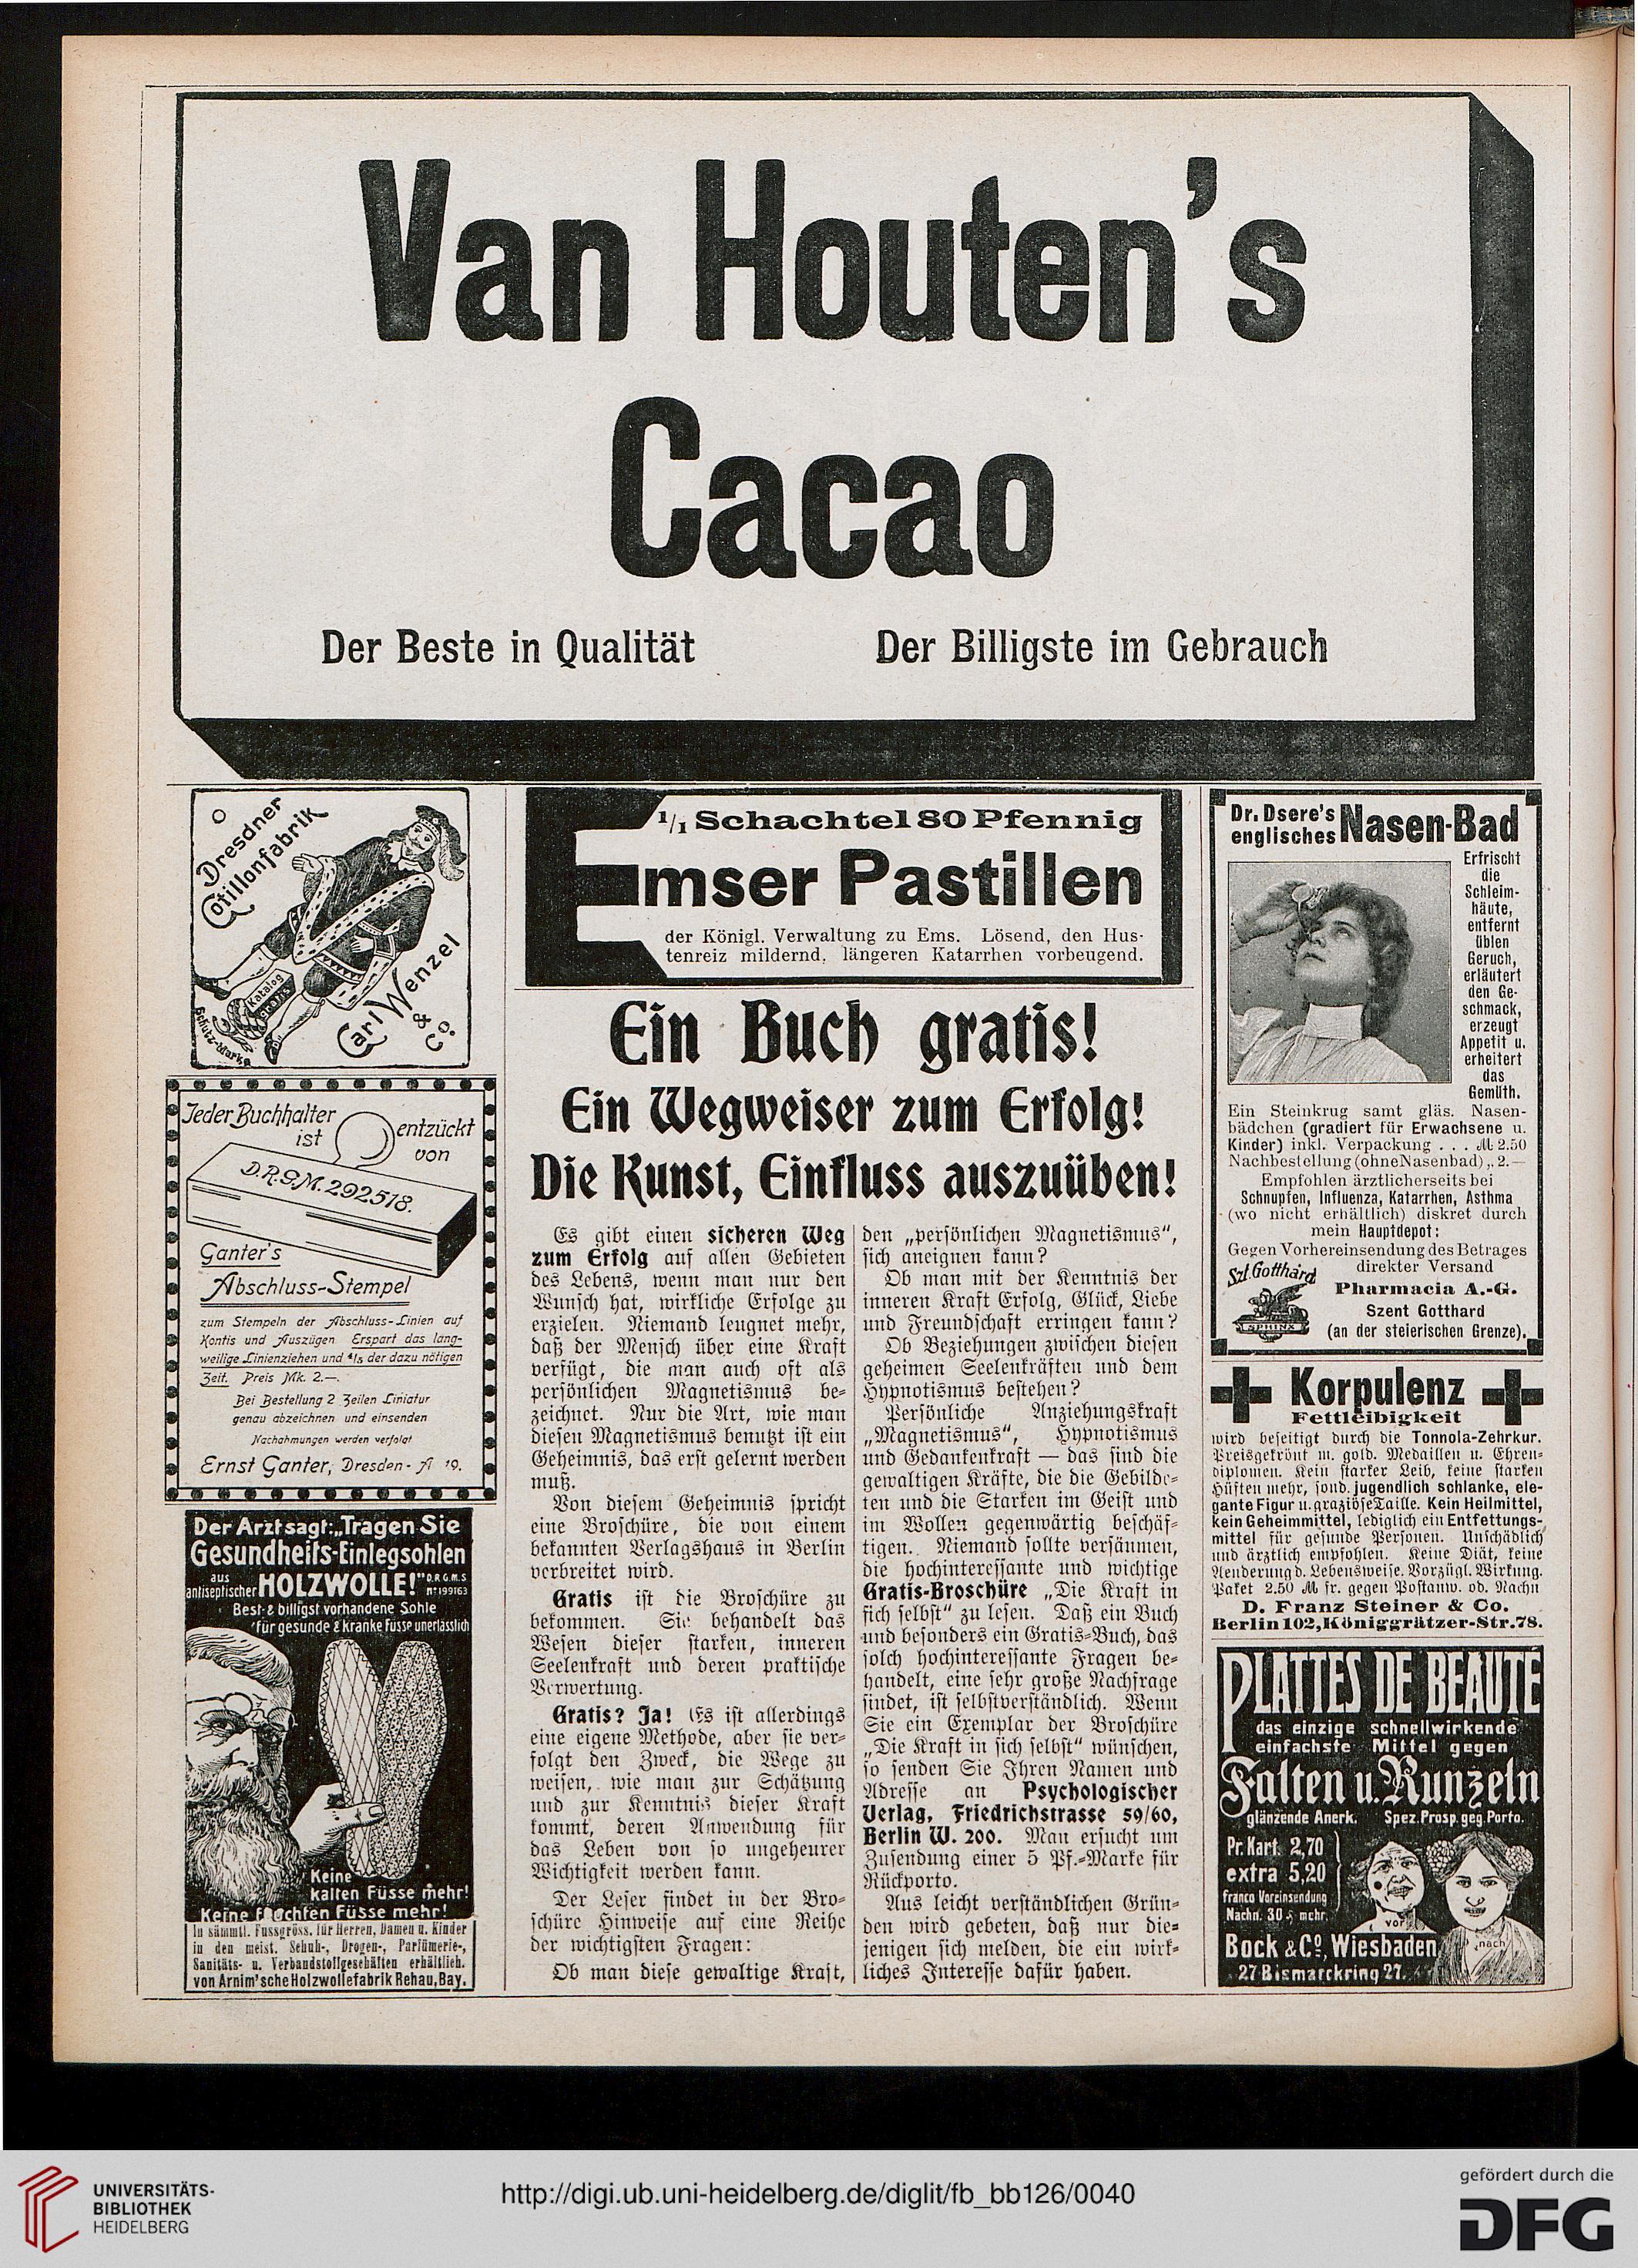 Van Houten's
Cacao
Der Beste in Qualität
Der Billigste im Gebrauch
Dresdner
Cotillonfabrik
Katalog
gratis
Schutz-Marke
Carl Wenzel
& Co.
Jeder Buchhalter
ist
entzückt
von
D.R.G.M. 292518.
Ganter's
Abschluss-Stempel
zum Stempeln der Abschluss-Linien auf
Kontis und Auszügen Erspart das lang-
weilige Linienziehen und ⁴/₅ der dazu nötigen
Zeit. Preis Mk. 2.—.
Bei Bestellung 2 Zeilen Liniatur
genau abzeichnen und einsenden
Nachahmungen werden verfolgt
Ernst Ganter, Dresden-A 19.
Der Arzt sagt: „Tragen Sie
Gesundheits-Einlegsohlen
aus
antiseptischer HOLZWOLLE!" D.R.G.M.S
Nº 199163
Best- & billigst vorhandene Sohle
für gesunde & kranke Füsse unerlässlich
Keine
kalten Füsse mehr!
Keine feuchten Füsse mehr!
In sämmtl. Fussgröss. für Herren, Damen u. Kinder
in den meist. Schuh-, Drogen-, Parfümerie-,
Sanitäts- u. Verbandstoffgeschäften erhältlich.
von Arnim'sche Holzwollefabrik Rehau, Bay.
¹/₁ Schachtel 80 Pfennig
Emser Pastillen
der Königl. Verwaltung zu Ems. Lösend, den Hus-
tenreiz mildernd, längeren Katarrhen vorbeugend.
Ein Buch gratis!
Ein Wegweiser zum Erfolg!
Die Kunst, Einfluss auszuüben!
Es gibt einen sicheren Weg
zum Erfolg auf allen Gebieten
des Lebens, wenn man nur den
Wunsch hat, wirkliche Erfolge zu
erzielen. Niemand leugnet mehr,
daß der Mensch über eine Kraft
verfügt, die man auch oft als
persönlichen Magnetismus be-
zeichnet. Nur die Art, wie man
diesen Magnetismus benutzt ist ein
Geheimnis, das erst gelernt werden
muß.
Von diesem Geheimnis spricht
eine Broschüre, die von einem
bekannten Verlagshaus in Berlin
verbreitet wird.
Gratis ist die Broschüre zu
bekommen. Sie behandelt das
Wesen dieser starken, inneren
Seelenkraft und deren praktische
Verwertung.
Gratis? Ja! Es ist allerdings
eine eigene Methode, aber sie ver-
folgt den Zweck, die Wege zu
weisen, wie man zur Schätzung
und zur Kenntnis dieser Kraft
kommt, deren Anwendung für
das Leben von so ungeheurer
Wichtigkeit werden kann.
Der Leser findet in der Bro-
schüre Hinweise auf eine Reihe
der wichtigsten Fragen:
Ob man diese gewaltige Kraft,
den „persönlichen Magnetismus",
sich aneignen kann?
Ob man mit der Kenntnis der
inneren Kraft Erfolg, Glück, Liebe
und Freundschaft erringen kann?
Ob Beziehungen zwischen diesen
geheimen Seelenkräften und dem
Hypnotismus bestehen?
Persönliche Anziehungskraft
„Magnetismus", Hypnotismus
und Gedankenkraft — das sind die
gewaltigen Kräfte, die die Gebilde-
ten und die Starken im Geist und
im Wollen gegenwärtig beschäf-
tigen. Niemand sollte versäumen,
die hochinteressante und wichtige
Gratis-Broschüre „Die Kraft in
sich selbst" zu lesen. Daß ein Buch
und besonders ein Gratis-Buch, das
solch hochinteressante Fragen be-
handelt, eine sehr große Nachfrage
findet, ist selbstverständlich. Wenn
Sie ein Exemplar der Broschüre
„Die Kraft in sich selbst" wünschen,
so senden Sie Ihren Namen und
Adresse an Psychologischer
Verlag, Friedrichstrasse 59/60,
Berlin W. 200. Man ersucht um
Zusendung einer 5 Pf.-Marke für
Rückporto.
Aus leicht verständlichen Grün-
den wird gebeten, daß nur die-
jenigen sich melden, die ein wirk-
liches Interesse dafür haben.
Dr. Dsere's
englisches Nasen-Bad
Erfrischt
die
Schleim-
häute,
entfernt
üblen
Geruch,
erläutert
den Ge-
schmack,
erzeugt
Appetit u.
erheitert
das
Gemüth.
Ein Steinkrug samt gläs. Nasen-
bädchen (gradiert für Erwachsene u.
Kinder) inkl. Verpackung . . . M 2.50
Nachbestellung (ohne Nasenbad) „ 2.—
Empfohlen ärztlicherseits bei
Schnupfen, Influenza, Katarrhen, Asthma
(wo nicht erhältlich) diskret durch
mein Hauptdepot:
Gegen Vorhereinsendung des Betrages
direkter Versand
Szt. Gotthárd
SPHINX
Pharmacia A.-G.
Szent Gotthard
(an der steierischen Grenze).
Korpulenz
Fettleibigkeit
wird beseitigt durch die Tonnola-Zehrkur.
Preisgekrönt m. gold. Medaillen u. Ehren-
diplomen. Kein starker Leib, keine starken
Hüften mehr, sond. jugendlich schlanke, ele-
gante Figur u. graziöse Taille. Kein Heilmittel,
kein Geheimmittel, lediglich ein Entfettungs-
mittel für gesunde Personen. Unschädlich
und ärztlich empfohlen. Keine Diät, keine
Aenderung d. Lebensweise. Vorzügl. Wirkung.
Paket 2.50 M fr. gegen Postanw. od. Nachn
D. Franz Steiner & Co.
Berlin 102, Königgrätzer-Str. 78.
PLATTES DE BEAUTÉ
das einzige schnellwirkende
einfachste Mittel gegen
Falten u. Runzeln
glänzende Anerk. Spez. Prosp. geg. Porto.
Pr. Kart. 2,70
extra 5,20
franco Voreinsendung
Nachn. 30 ₰ mehr.
vor
nach
Bock & Cº, Wiesbaden
27 Bismarckring 27.
UNIVERSITÄTS-
BIBLIOTHEK
HEIDELBERG
http://digi.ub.uni-heidelberg.de/diglit/fb_bb126/0040
gefördert durch die
DFG